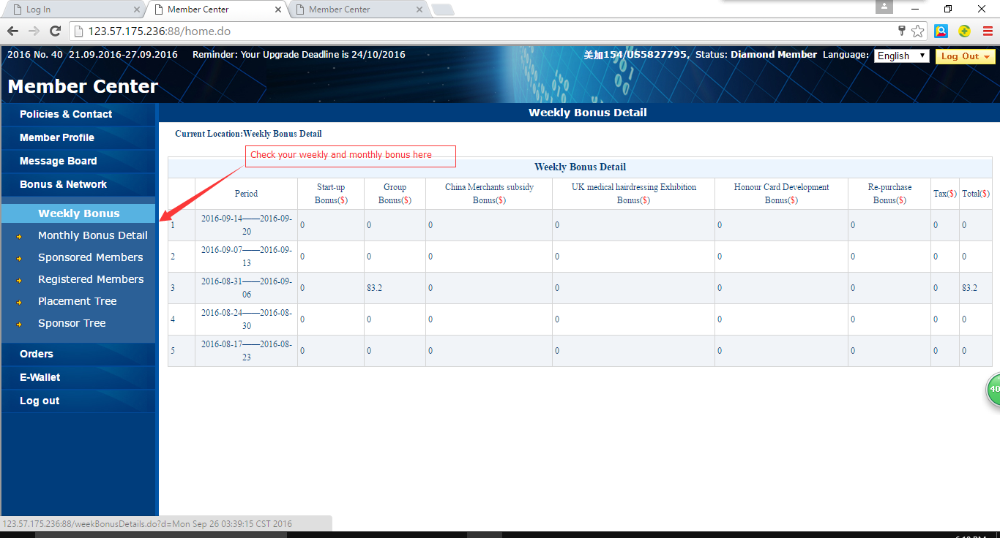 Log In
Member Center
Member Center
123.57.175.236:88/home.do
2016 No. 40 21.09.2016-27.09.2016 Reminder: Your Upgrade Deadline is 24/10/2016
美加154/US5827795, Status: Diamond Member Language: English Log Out
Member Center
Policies & Contact
Member Profile
Message Board
Bonus & Network
Weekly Bonus
Monthly Bonus Detail
Sponsored Members
Registered Members
Placement Tree
Sponsor Tree
Orders
E-Wallet
Log out
Weekly Bonus Detail
Current Location:Weekly Bonus Detail
Check your weekly and monthly bonus here
Weekly Bonus Detail
Period
Start-up
Bonus($)
Group
Bonus($)
China Merchants subsidy
Bonus($)
UK medical hairdressing Exhibition
Bonus($)
Honour Card Development
Bonus($)
Re-purchase
Bonus($)
Tax($)
Total($)
1 2016-09-14——2016-09-
20 0 0 0 0 0 0 0 0
2 2016-09-07——2016-09-
13 0 0 0 0 0 0 0 0
3 2016-08-31——2016-09-
06 0 83.2 0 0 0 0 0 83.2
4 2016-08-24——2016-08-
30 0 0 0 0 0 0 0 0
5 2016-08-17——2016-08-
23 0 0 0 0 0 0 0 0
40
123.57.175.236:88/weekBonusDetails.do?d=Mon Sep 26 03:39:15 CST 2016